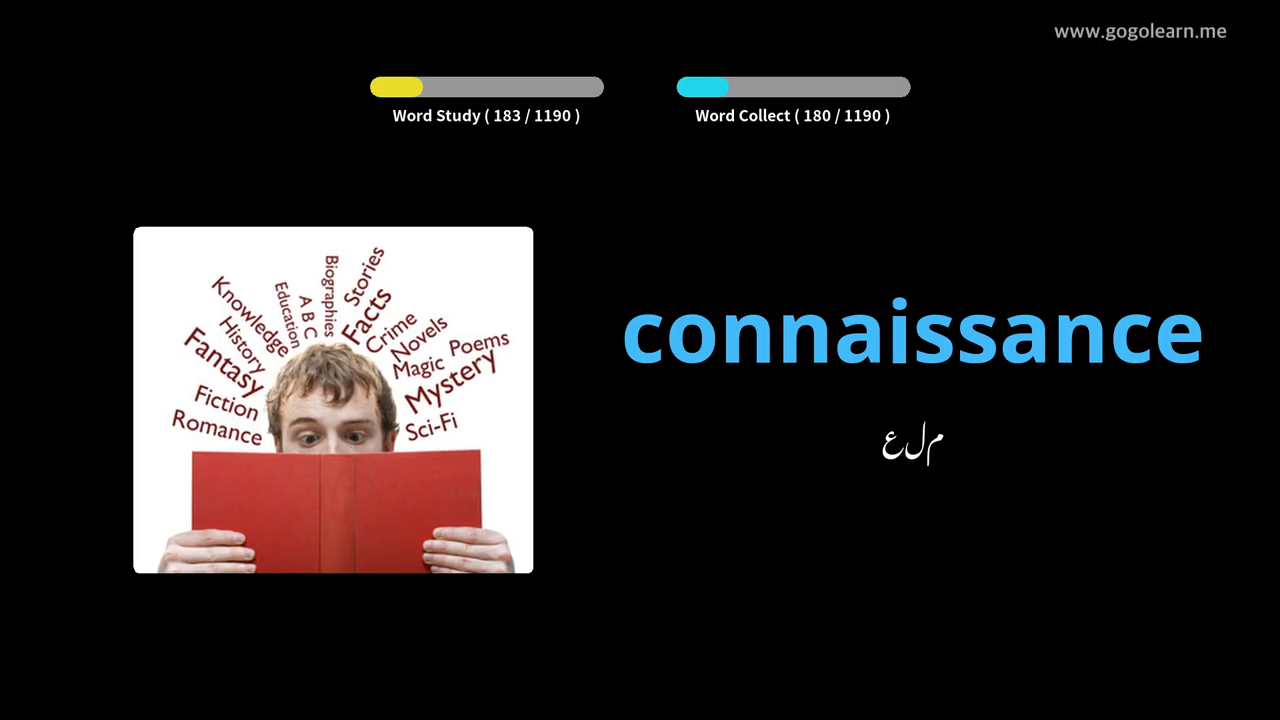 www.gogolearn.me
Word Study ( 183 / 1190 )
Word Collect ( 180 / 1190 )
Knowledge
History
Fantasy
Fiction
Romance
Education
A B C
Biographies
Stories
Facts
Crime
Novels
Magic
Poems
Mystery
Sci-Fi
connaissance
علم